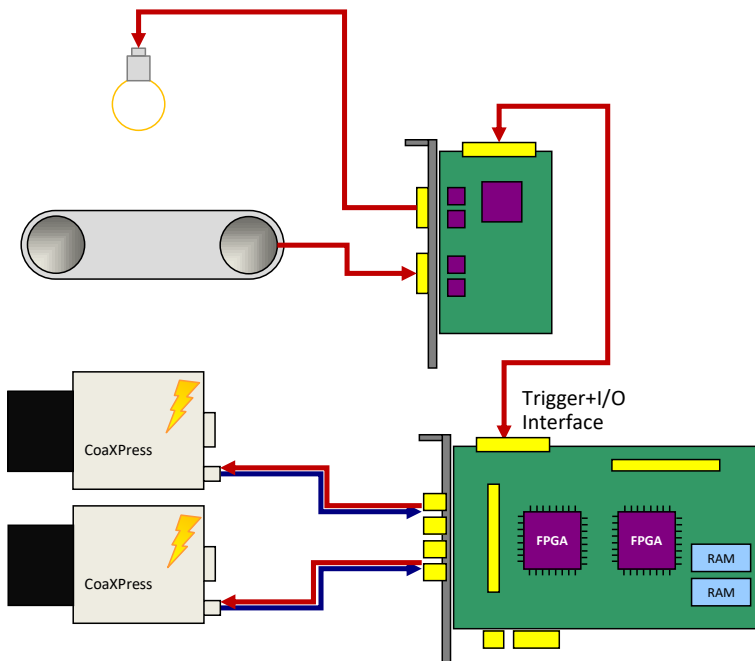 Trigger+I/O
Interface
CoaXPress
FPGA
FPGA
RAM
CoaXPress
RAM